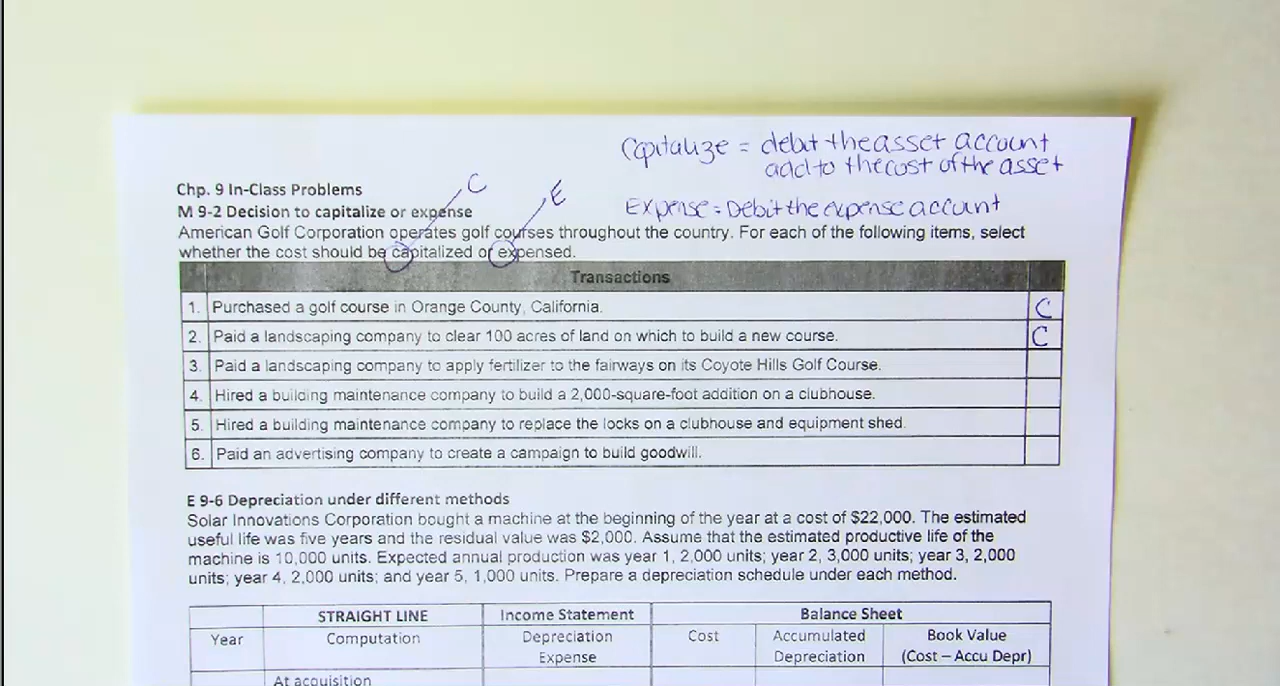 Capitalize = debit the asset account
add to the cost of the asset
Chp. 9 In-Class Problems
C
E
M 9-2 Decision to capitalize or expense
Expense = Debit the expense account
American Golf Corporation operates golf courses throughout the country. For each of the following items, select
whether the cost should be capitalized or expensed.
Transactions
1. Purchased a golf course in Orange County, California. C
2. Paid a landscaping company to clear 100 acres of land on which to build a new course. C
3. Paid a landscaping company to apply fertilizer to the fairways on its Coyote Hills Golf Course.
4. Hired a building maintenance company to build a 2,000-square-foot addition on a clubhouse.
5. Hired a building maintenance company to replace the locks on a clubhouse and equipment shed.
6. Paid an advertising company to create a campaign to build goodwill.
E 9-6 Depreciation under different methods
Solar Innovations Corporation bought a machine at the beginning of the year at a cost of $22,000. The estimated
useful life was five years and the residual value was $2,000. Assume that the estimated productive life of the
machine is 10,000 units. Expected annual production was year 1, 2,000 units; year 2, 3,000 units; year 3, 2,000
units; year 4, 2,000 units; and year 5, 1,000 units. Prepare a depreciation schedule under each method.
STRAIGHT LINE Income Statement Balance Sheet
Year Computation Depreciation Cost Accumulated Book Value
Expense Depreciation (Cost – Accu Depr)
At acquisition